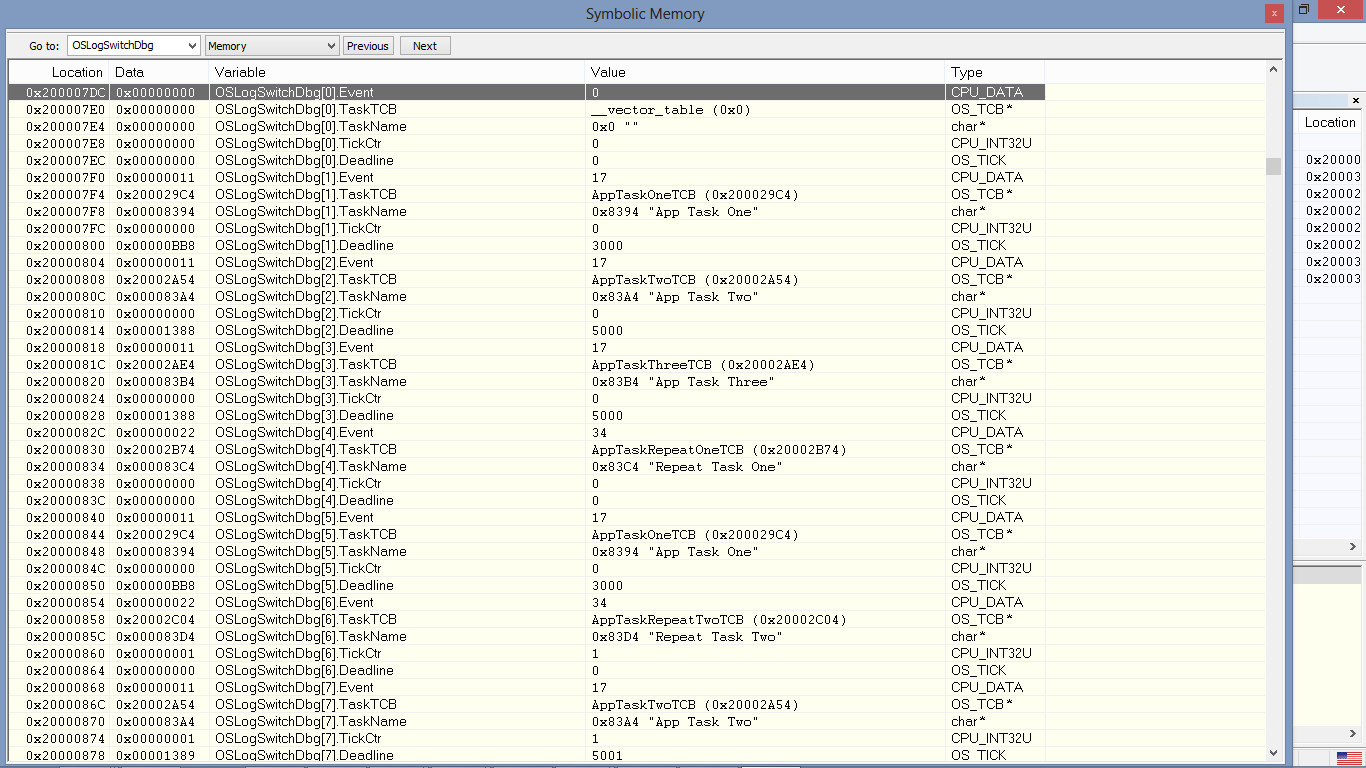 Symbolic Memory
Go to: OSLogSwitchDbg Memory Previous Next
Location Data Variable Value Type
0x200007DC 0x00000000 OSLogSwitchDbg[0].Event 0 CPU_DATA
0x200007E0 0x00000000 OSLogSwitchDbg[0].TaskTCB __vector_table (0x0) OS_TCB*
0x200007E4 0x00000000 OSLogSwitchDbg[0].TaskName 0x0 "" char*
0x200007E8 0x00000000 OSLogSwitchDbg[0].TickCtr 0 CPU_INT32U
0x200007EC 0x00000000 OSLogSwitchDbg[0].Deadline 0 OS_TICK
0x200007F0 0x00000011 OSLogSwitchDbg[1].Event 17 CPU_DATA
0x200007F4 0x200029C4 OSLogSwitchDbg[1].TaskTCB AppTaskOneTCB (0x200029C4) OS_TCB*
0x200007F8 0x00008394 OSLogSwitchDbg[1].TaskName 0x8394 "App Task One" char*
0x200007FC 0x00000000 OSLogSwitchDbg[1].TickCtr 0 CPU_INT32U
0x20000800 0x00000BB8 OSLogSwitchDbg[1].Deadline 3000 OS_TICK
0x20000804 0x00000011 OSLogSwitchDbg[2].Event 17 CPU_DATA
0x20000808 0x20002A54 OSLogSwitchDbg[2].TaskTCB AppTaskTwoTCB (0x20002A54) OS_TCB*
0x2000080C 0x000083A4 OSLogSwitchDbg[2].TaskName 0x83A4 "App Task Two" char*
0x20000810 0x00000000 OSLogSwitchDbg[2].TickCtr 0 CPU_INT32U
0x20000814 0x00001388 OSLogSwitchDbg[2].Deadline 5000 OS_TICK
0x20000818 0x00000011 OSLogSwitchDbg[3].Event 17 CPU_DATA
0x2000081C 0x20002AE4 OSLogSwitchDbg[3].TaskTCB AppTaskThreeTCB (0x20002AE4) OS_TCB*
0x20000820 0x000083B4 OSLogSwitchDbg[3].TaskName 0x83B4 "App Task Three" char*
0x20000824 0x00000000 OSLogSwitchDbg[3].TickCtr 0 CPU_INT32U
0x20000828 0x00001388 OSLogSwitchDbg[3].Deadline 5000 OS_TICK
0x2000082C 0x00000022 OSLogSwitchDbg[4].Event 34 CPU_DATA
0x20000830 0x20002B74 OSLogSwitchDbg[4].TaskTCB AppTaskRepeatOneTCB (0x20002B74) OS_TCB*
0x20000834 0x000083C4 OSLogSwitchDbg[4].TaskName 0x83C4 "Repeat Task One" char*
0x20000838 0x00000000 OSLogSwitchDbg[4].TickCtr 0 CPU_INT32U
0x2000083C 0x00000000 OSLogSwitchDbg[4].Deadline 0 OS_TICK
0x20000840 0x00000011 OSLogSwitchDbg[5].Event 17 CPU_DATA
0x20000844 0x200029C4 OSLogSwitchDbg[5].TaskTCB AppTaskOneTCB (0x200029C4) OS_TCB*
0x20000848 0x00008394 OSLogSwitchDbg[5].TaskName 0x8394 "App Task One" char*
0x2000084C 0x00000000 OSLogSwitchDbg[5].TickCtr 0 CPU_INT32U
0x20000850 0x00000BB8 OSLogSwitchDbg[5].Deadline 3000 OS_TICK
0x20000854 0x00000022 OSLogSwitchDbg[6].Event 34 CPU_DATA
0x20000858 0x20002C04 OSLogSwitchDbg[6].TaskTCB AppTaskRepeatTwoTCB (0x20002C04) OS_TCB*
0x2000085C 0x000083D4 OSLogSwitchDbg[6].TaskName 0x83D4 "Repeat Task Two" char*
0x20000860 0x00000001 OSLogSwitchDbg[6].TickCtr 1 CPU_INT32U
0x20000864 0x00000000 OSLogSwitchDbg[6].Deadline 0 OS_TICK
0x20000868 0x00000011 OSLogSwitchDbg[7].Event 17 CPU_DATA
0x2000086C 0x20002A54 OSLogSwitchDbg[7].TaskTCB AppTaskTwoTCB (0x20002A54) OS_TCB*
0x20000870 0x000083A4 OSLogSwitchDbg[7].TaskName 0x83A4 "App Task Two" char*
0x20000874 0x00000001 OSLogSwitchDbg[7].TickCtr 1 CPU_INT32U
0x20000878 0x00001389 OSLogSwitchDbg[7].Deadline 5001 OS_TICK
Location
0x20000
0x20003
0x20002
0x20002
0x20002
0x20002
0x20003
0x20003